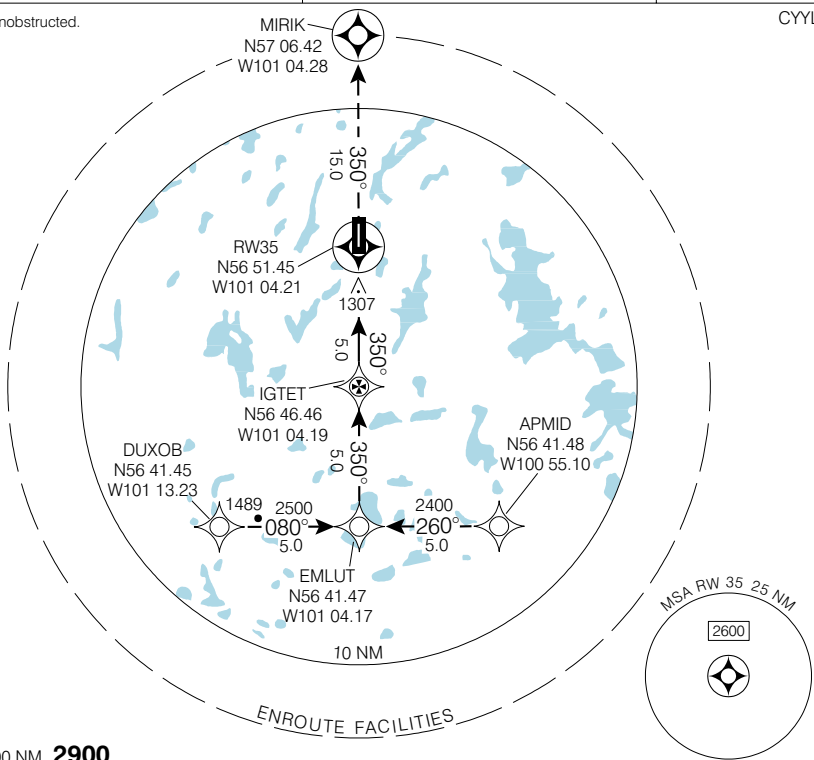 nobstructed.
CYYL
MIRIK
N57 06.42
W101 04.28
350°
15.0
RW35
N56 51.45
W101 04.21
1307
350°
5.0
IGTET
N56 46.46
W101 04.19
APMID
N56 41.48
W100 55.10
DUXOB
N56 41.45
W101 13.23
350°
5.0
1489
2500
080°
5.0
2400
260°
5.0
EMLUT
N56 41.47
W101 04.17
10 NM
ENROUTE FACILITIES
MSA RW 35 25 NM
2600
00 NM 2900